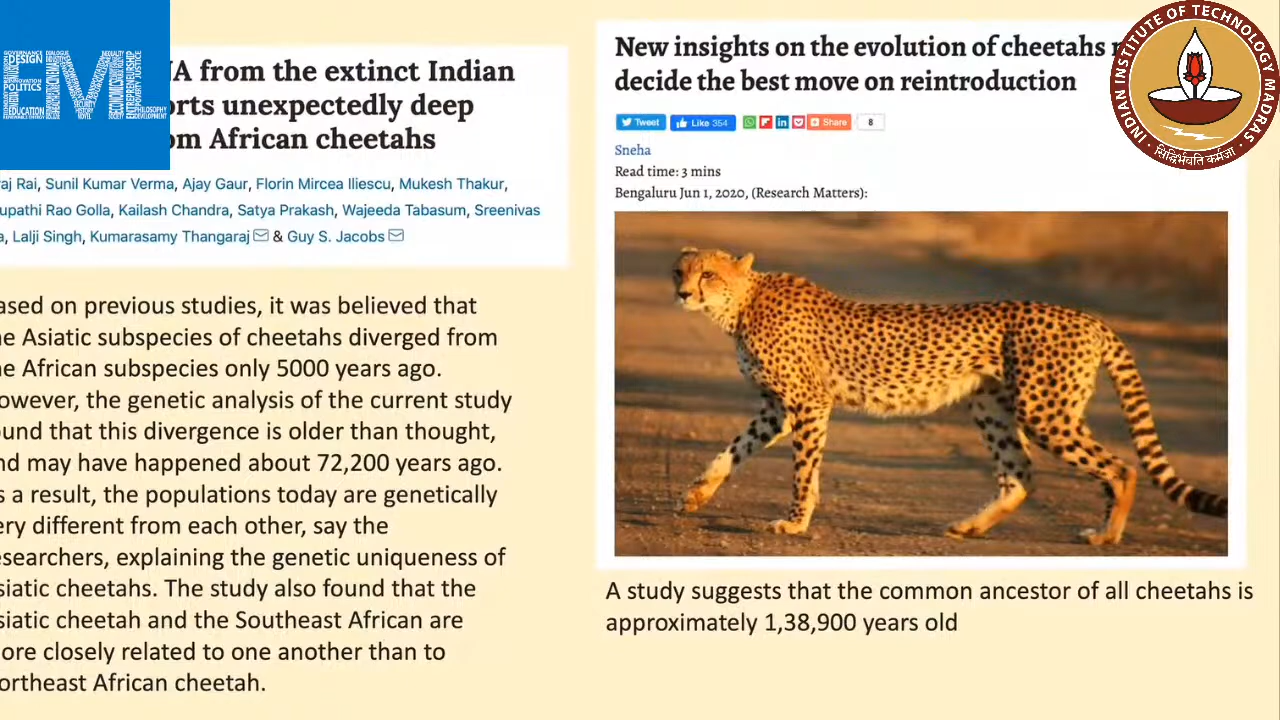 A from the extinct Indian
orts unexpectedly deep
om African cheetahs
aj Rai, Sunil Kumar Verma, Ajay Gaur, Florin Mircea Iliescu, Mukesh Thakur,
upathi Rao Golla, Kailash Chandra, Satya Prakash, Wajeeda Tabasum, Sreenivas
a, Lalji Singh, Kumarasamy Thangaraj & Guy S. Jacobs
ased on previous studies, it was believed that
e Asiatic subspecies of cheetahs diverged from
e African subspecies only 5000 years ago.
owever, the genetic analysis of the current study
und that this divergence is older than thought,
nd may have happened about 72,200 years ago.
s a result, the populations today are genetically
ery different from each other, say the
esearchers, explaining the genetic uniqueness of
siatic cheetahs. The study also found that the
siatic cheetah and the Southeast African are
ore closely related to one another than to
ortheast African cheetah.
New insights on the evolution of cheetahs
decide the best move on reintroduction
Tweet Like 354 Share 8
Sneha
Read time: 3 mins
Bengaluru Jun 1, 2020, (Research Matters):
A study suggests that the common ancestor of all cheetahs is
approximately 1,38,900 years old
INDIAN INSTITUTE OF TECHNOLOGY MADRAS
सिद्धिर्भवति कर्मजा
GOVERNANCE
DESIGN
POLITICS
EDUCATION
PHILOSOPHY
DEVELOPMENT